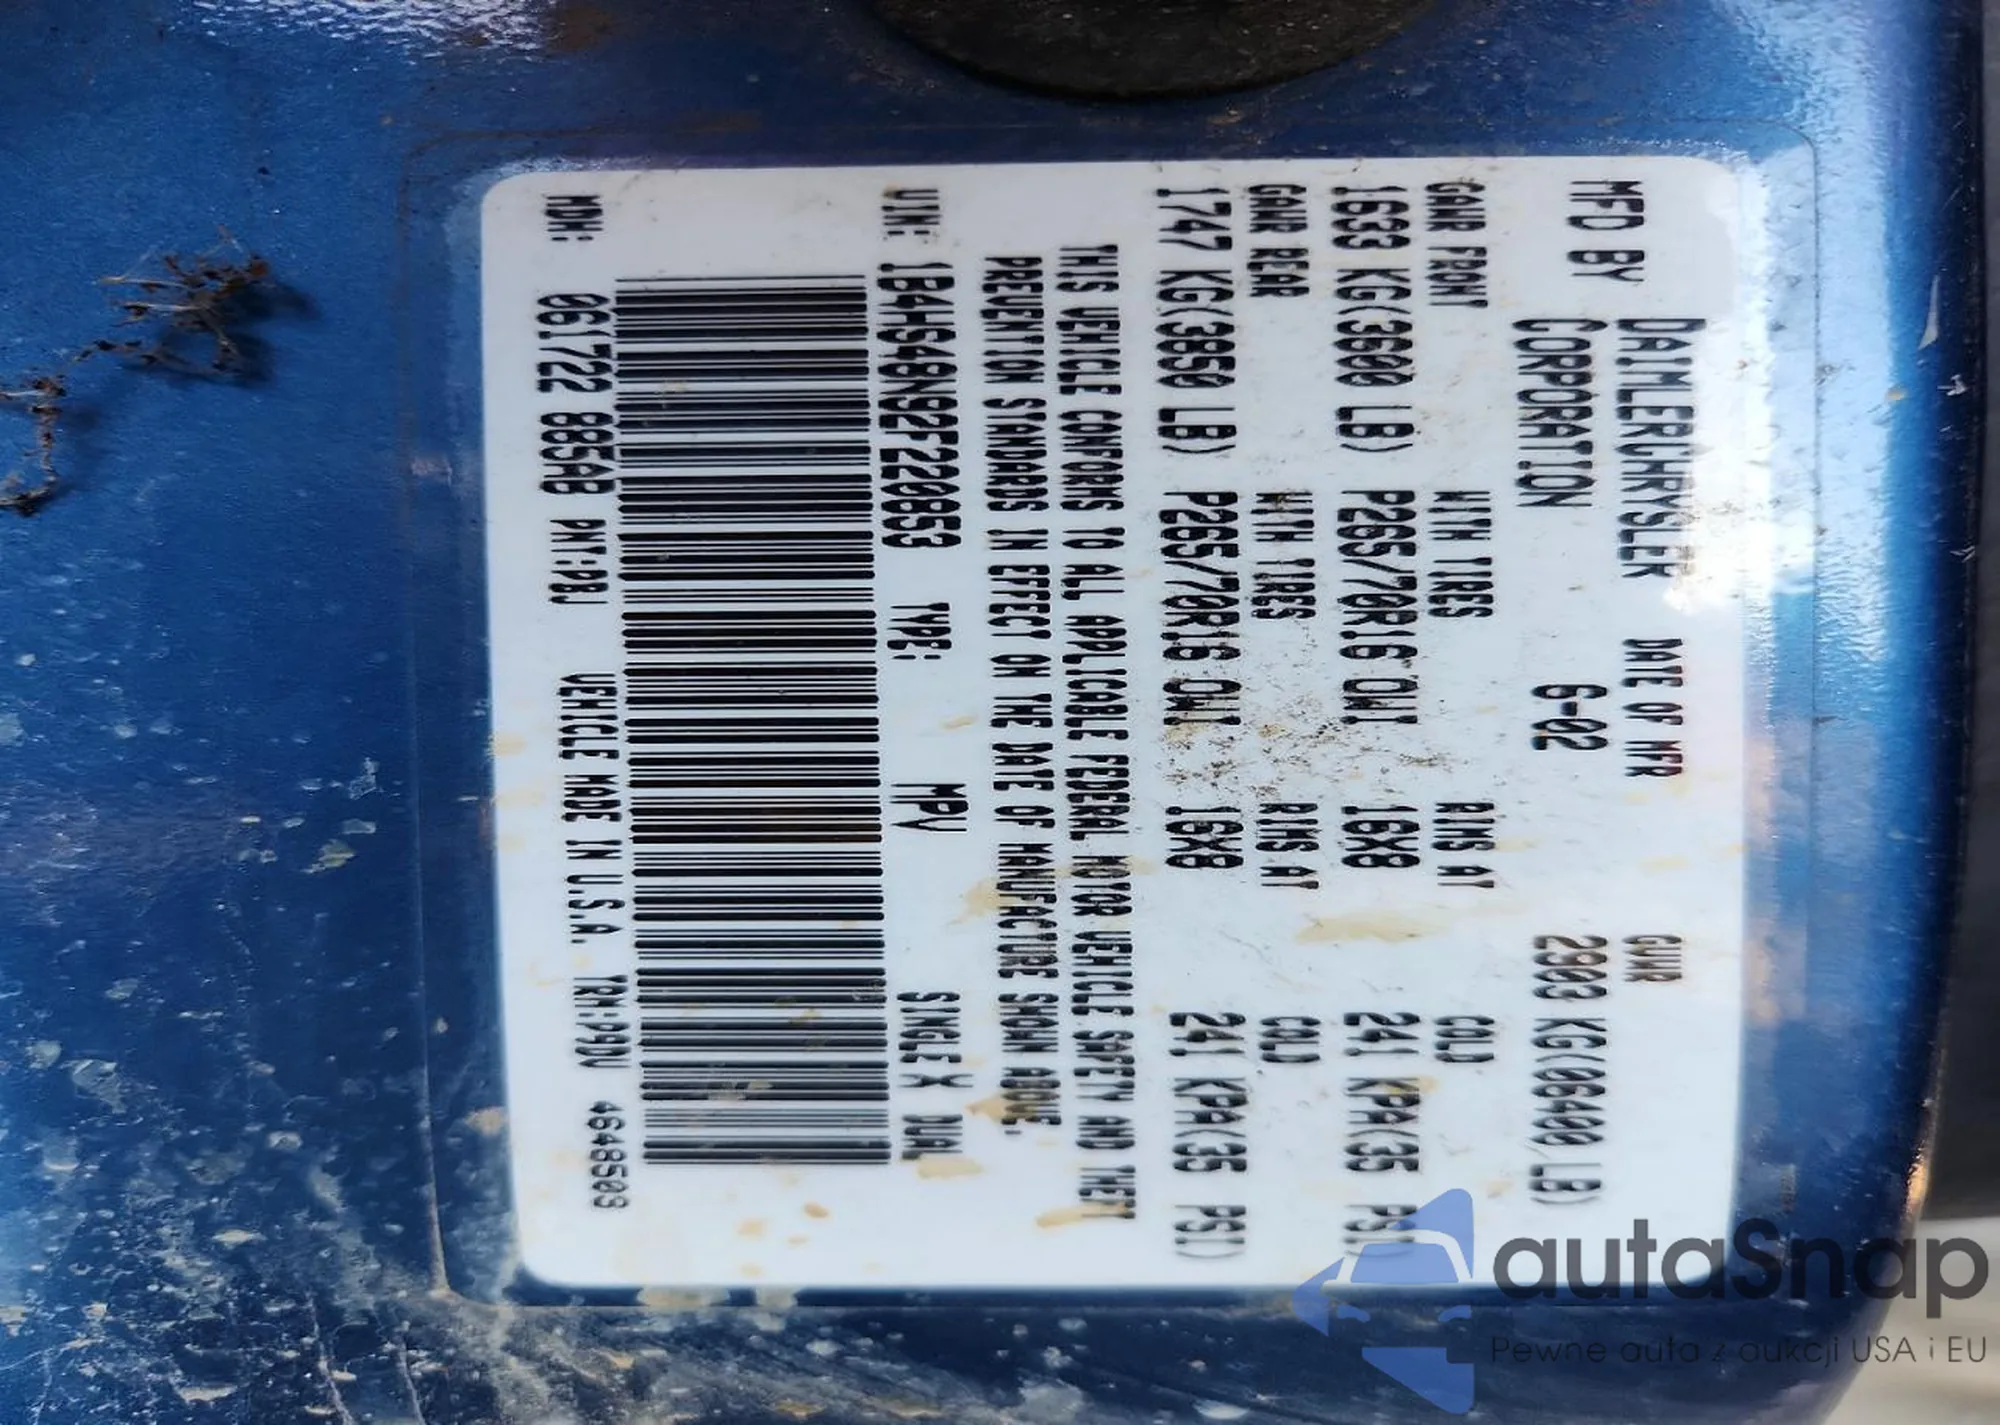 MFD BY DAIMLERCHRYSLER CORPORATION DATE OF MFR 6-02 GVWR 2903 KG(06400 LB)
GAWR FRONT WITH TIRES RIMS AT COLD
1633 KG(3600 LB) P265/70R16 OWL 16X8 241 KPA(35 PSI)
GAWR REAR WITH TIRES RIMS AT COLD
1747 KG(3850 LB) P265/70R16 OWL 16X8 241 KPA(35 PSI)
THIS VEHICLE CONFORMS TO ALL APPLICABLE FEDERAL MOTOR VEHICLE SAFETY AND THEFT
PREVENTION STANDARDS IN EFFECT ON THE DATE OF MANUFACTURE SHOWN ABOVE.
VIN: 1B4HS48N92F220853 TYPE: MPV SINGLE X DUAL
MDH: 061722 885AB PNT:PBJ VEHICLE MADE IN U.S.A. TRM:P9DV 4648503
autaSnap
Pewne auta z aukcji USA i EU